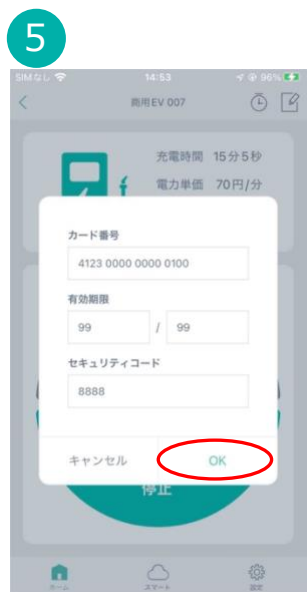 5
SIMなし 14:53 96%
商用EV 007
充電時間 15分5秒
電力単価 70円/分
カード番号
4123 0000 0000 0100
有効期限
99 / 99
セキュリティコード
8888
キャンセル OK
停止
ホーム スマート 設定